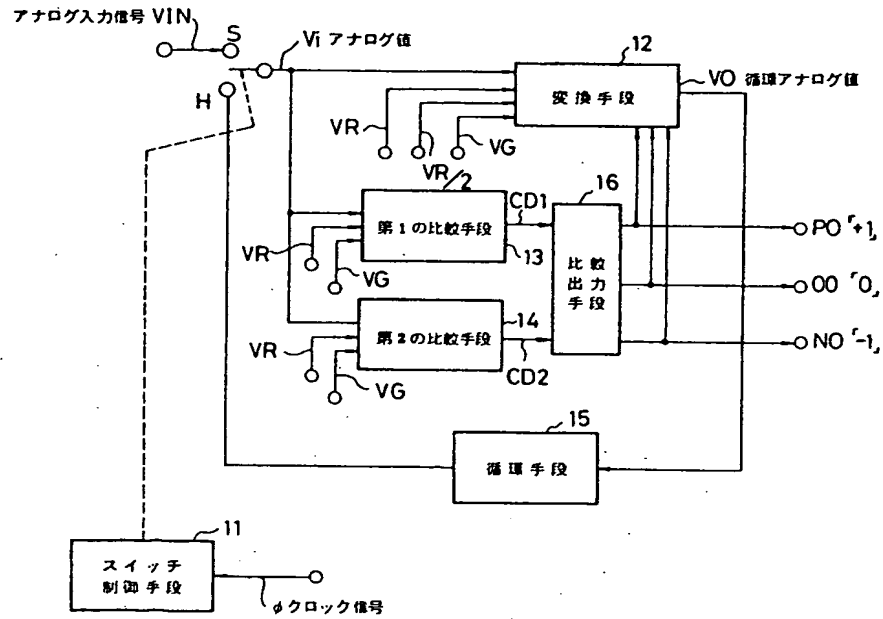 アナログ入力信号 VIN
S
Vi アナログ値
12
変換手段
VO 循環アナログ値
H
VR
VR/2
VG
16
第1の比較手段
CD1
13
VR
VG
比較
出力
手段
PO「+1」
OO「0」
NO「-1」
14
第2の比較手段
CD2
VR
VG
15
循環手段
11
スイッチ
制御手段
φクロック信号